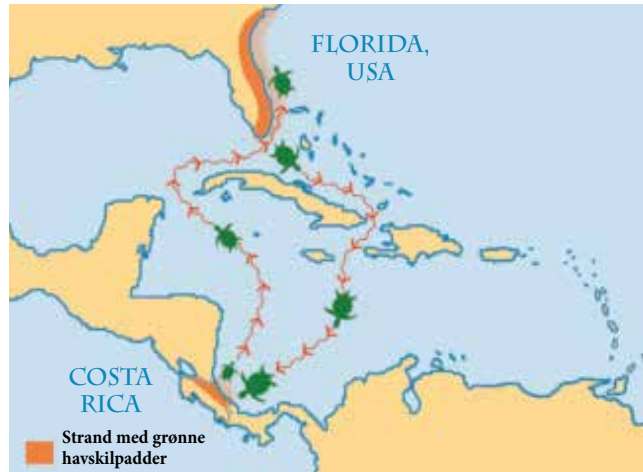 FLORIDA,
USA
COSTA
RICA
Strand med grønne
havskilpadder